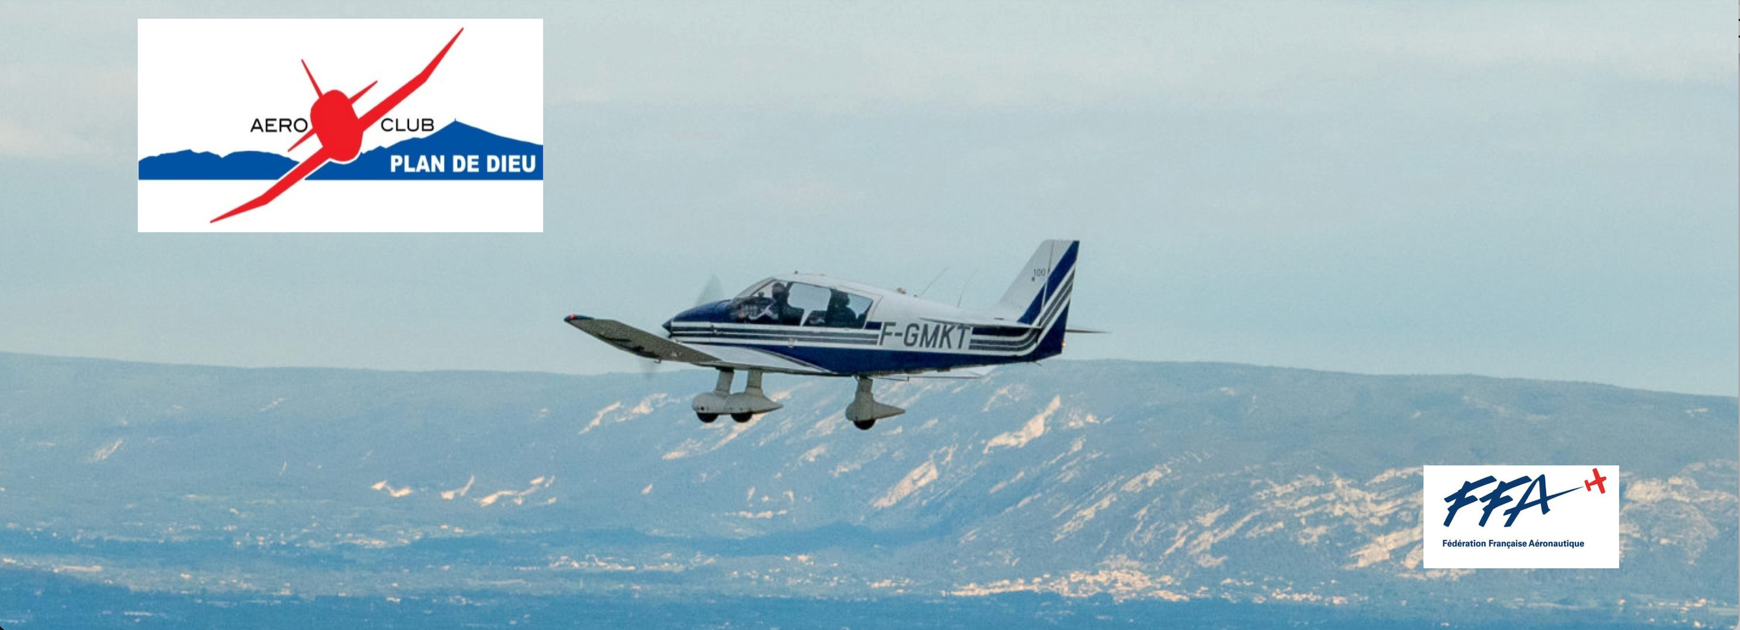 AERO CLUB
PLAN DE DIEU
100
F-GMKT
FFA
Fédération Française Aéronautique